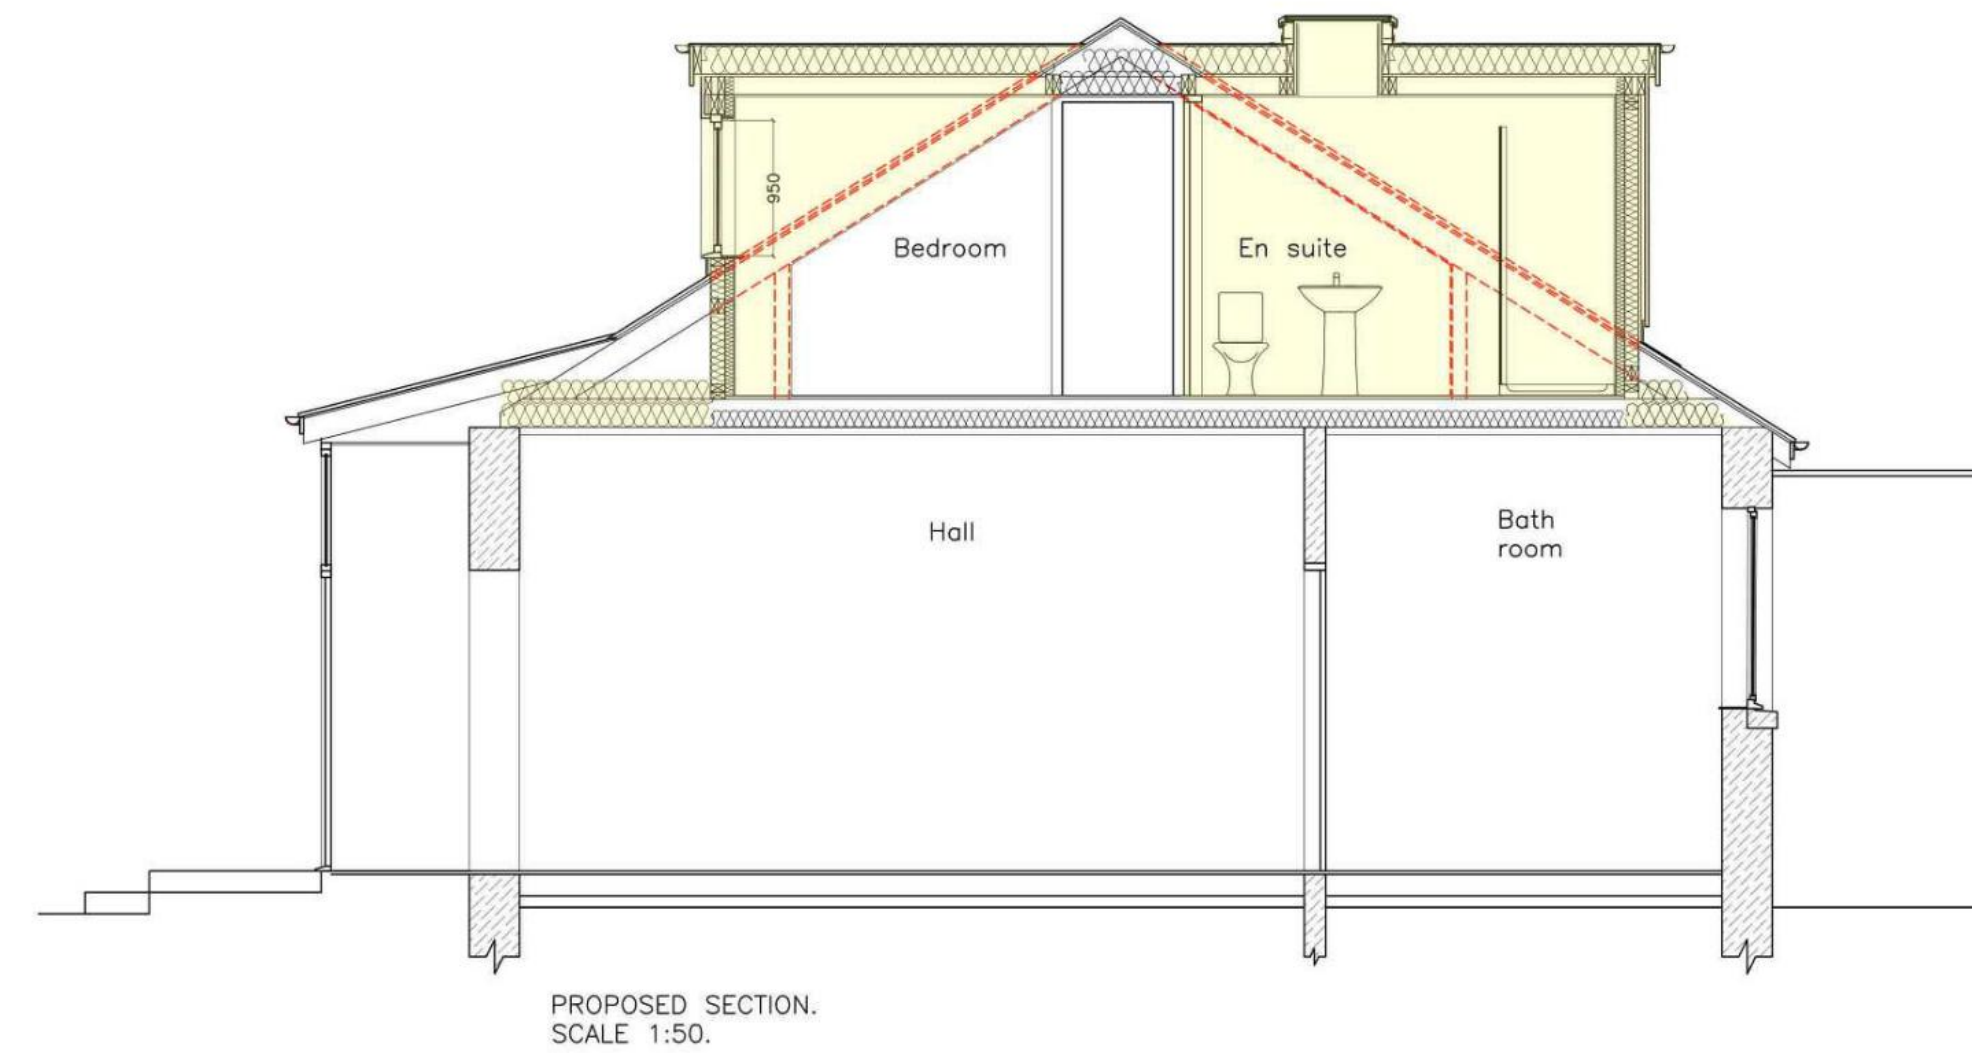 950
Bedroom
En suite
Hall
Bath
room
PROPOSED SECTION.
SCALE 1:50.